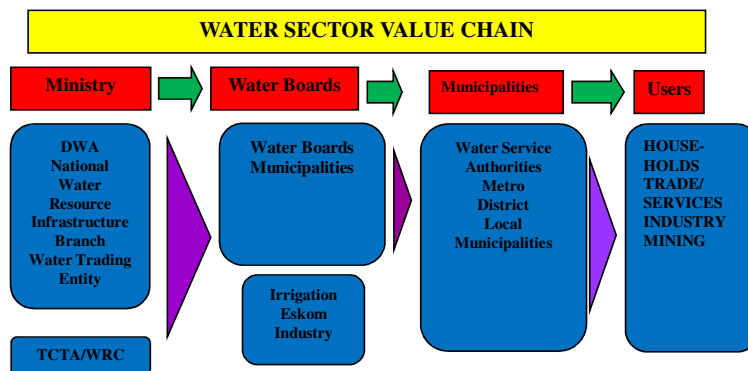 WATER SECTOR VALUE CHAIN
Ministry
Water Boards
Municipalities
Users
DWA
National
Water
Resource
Infrastructure
Branch
Water Trading
Entity
TCTA/WRC
Water Boards
Municipalities
Irrigation
Eskom
Industry
Water Service
Authorities
Metro
District
Local
Municipalities
HOUSE-
HOLDS
TRADE/
SERVICES
INDUSTRY
MINING